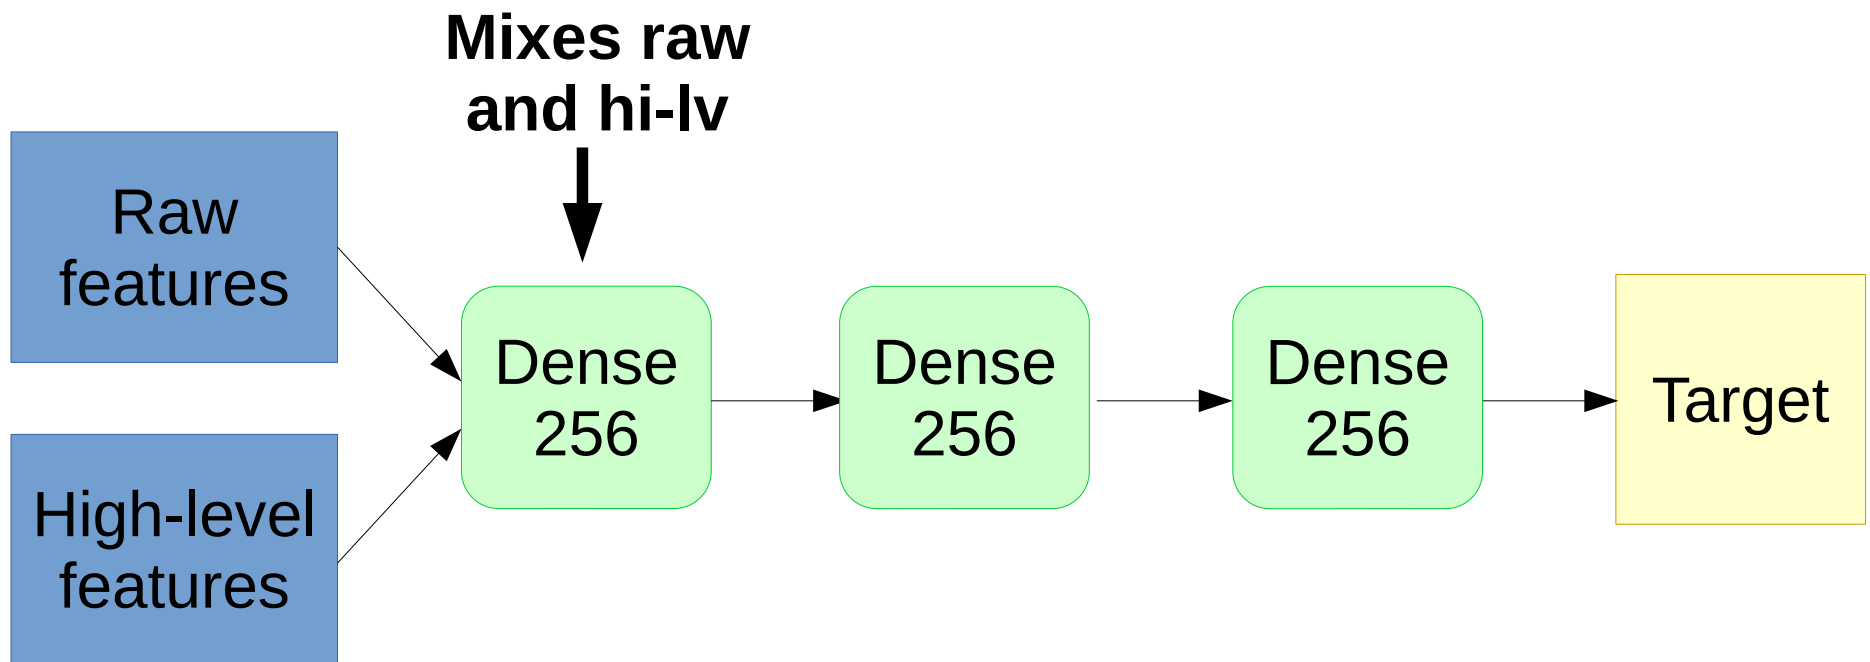 Mixes raw
and hi-lv
Raw
features
High-level
features
Dense
256
Dense
256
Dense
256
Target